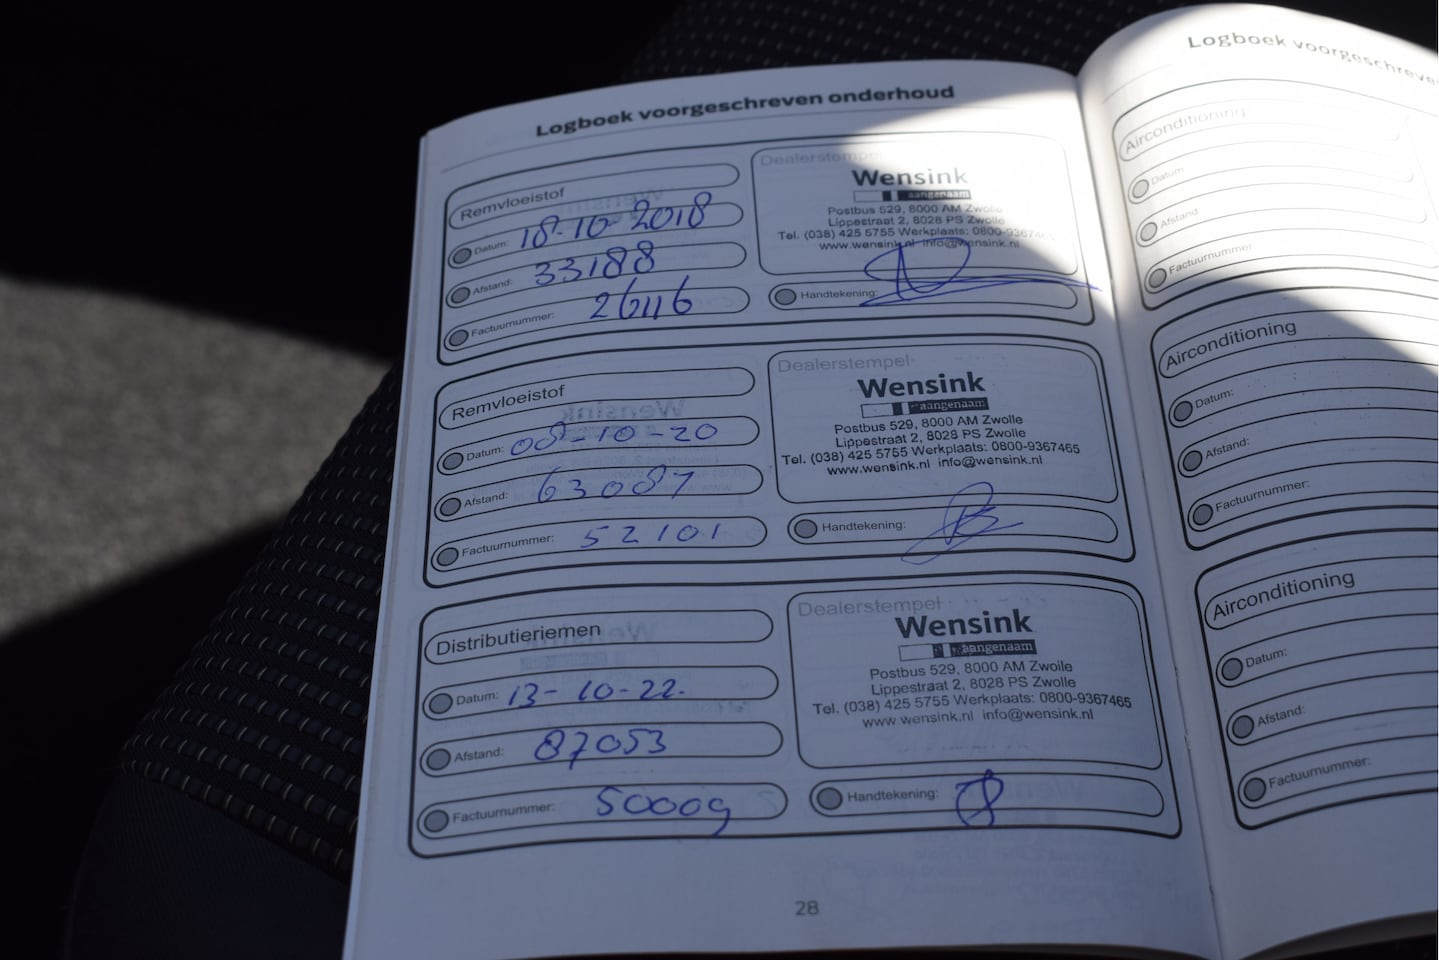 Logboek voorgeschreven onderhoud
Remvloeistof
Datum: 18-10-2018
Afstand: 33188
Factuurnummer: 26116
Dealerstempel
Wensink
aangenaam
Postbus 529, 8000 AM Zwolle
Lippestraat 2, 8028 PS Zwolle
Tel. (038) 425 5755 Werkplaats: 0800-9367465
www.wensink.nl info@wensink.nl
Handtekening:
Remvloeistof
Datum: 08-10-20
Afstand: 63087
Factuurnummer: 52101
Dealerstempel
Wensink
aangenaam
Postbus 529, 8000 AM Zwolle
Lippestraat 2, 8028 PS Zwolle
Tel. (038) 425 5755 Werkplaats: 0800-9367465
www.wensink.nl info@wensink.nl
Handtekening:
Distributieriemen
Datum: 13-10-22.
Afstand: 87053
Factuurnummer: 50009
Dealerstempel
Wensink
aangenaam
Postbus 529, 8000 AM Zwolle
Lippestraat 2, 8028 PS Zwolle
Tel. (038) 425 5755 Werkplaats: 0800-9367465
www.wensink.nl info@wensink.nl
Handtekening:
28
Logboek voorgeschreve
Airconditioning
Datum:
Afstand:
Factuurnummer:
Airconditioning
Datum:
Afstand:
Factuurnummer:
Airconditioning
Datum:
Afstand:
Factuurnummer: